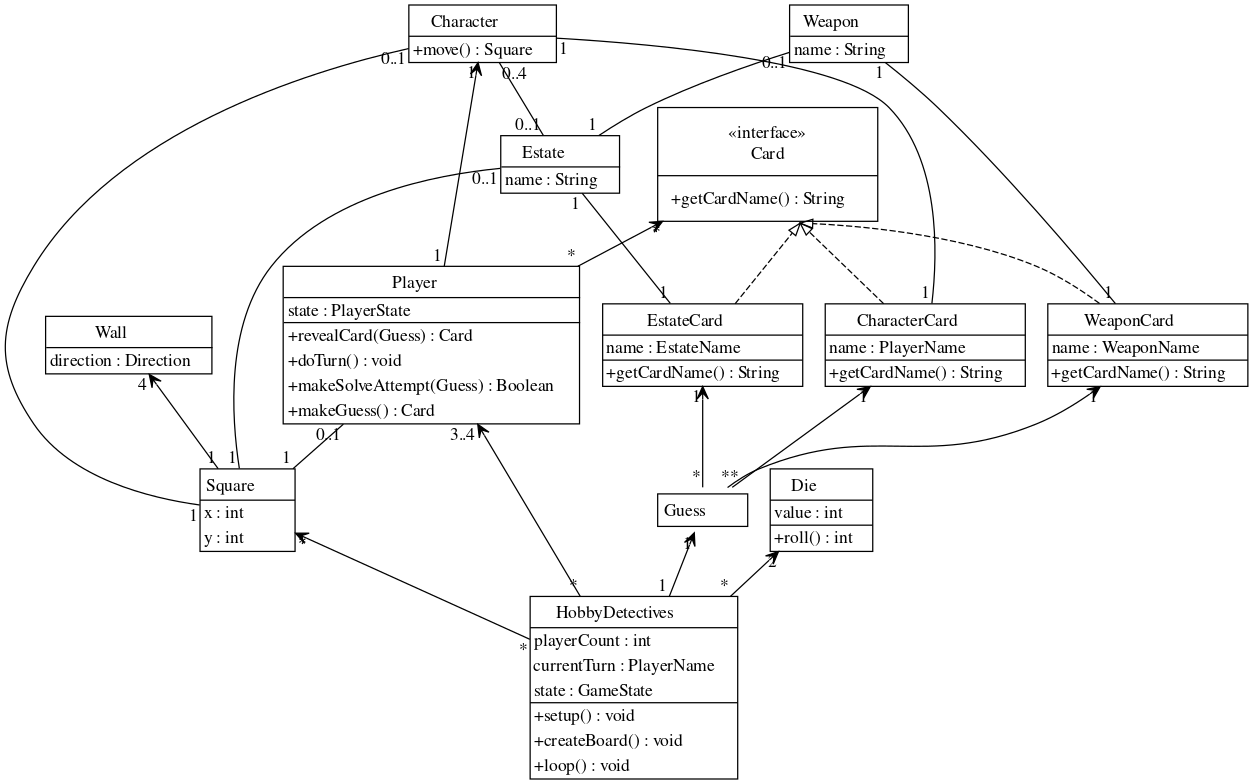 Character
+move() : Square
Weapon
name : String
0..1
1
0..4
1
0..1
1
0..1
1
«interface»
Card
+getCardName() : String
Estate
name : String
0..1
1
*
*
1
Player
state : PlayerState
+revealCard(Guess) : Card
+doTurn() : void
+makeSolveAttempt(Guess) : Boolean
+makeGuess() : Card
1
1
1
EstateCard
name : EstateName
+getCardName() : String
CharacterCard
name : PlayerName
+getCardName() : String
WeaponCard
name : WeaponName
+getCardName() : String
Wall
direction : Direction
4
1
1
1
0..1
1
3..4
1
1
1
*
**
Square
x : int
y : int
1
*
Guess
1
Die
value : int
+roll() : int
2
*
1
*
*
HobbyDetectives
playerCount : int
currentTurn : PlayerName
state : GameState
+setup() : void
+createBoard() : void
+loop() : void